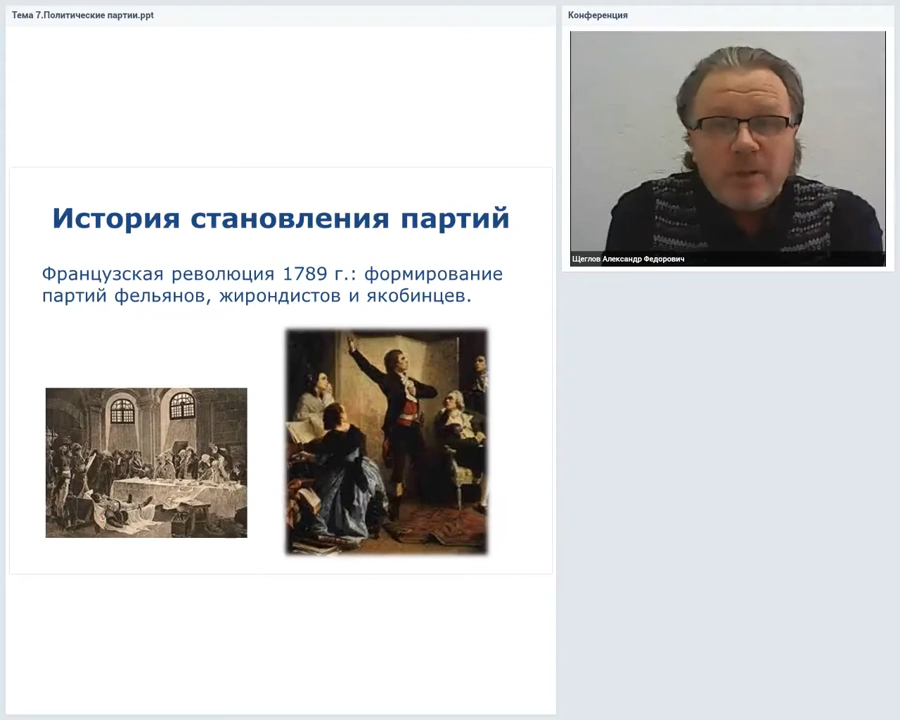 Тема 7.Политические партии.ppt
Конференция
Щеглов Александр Федорович
История становления партий
Французская революция 1789 г.: формирование
партий фельянов, жирондистов и якобинцев.